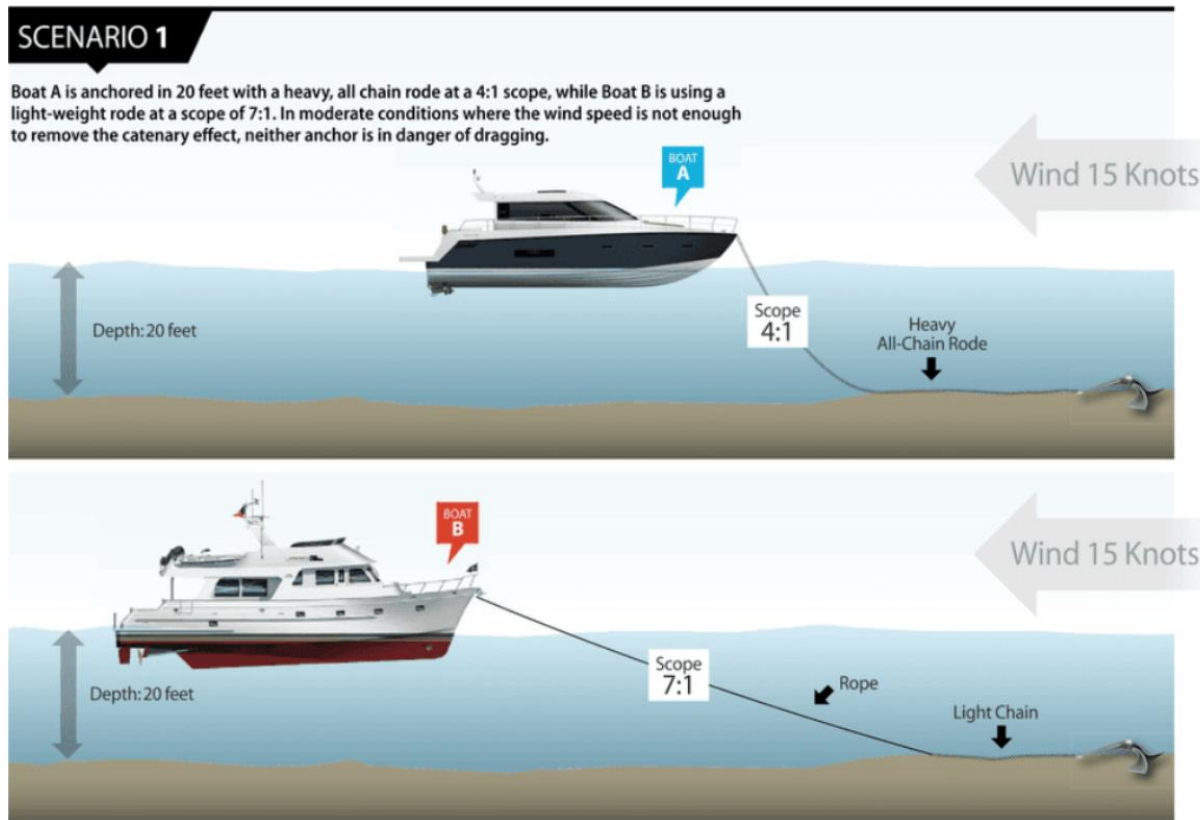 SCENARIO 1
Boat A is anchored in 20 feet with a heavy, all chain rode at a 4:1 scope, while Boat B is using a
light-weight rode at a scope of 7:1. In moderate conditions where the wind speed is not enough
to remove the catenary effect, neither anchor is in danger of dragging.
BOAT
A
Wind 15 Knots
Depth: 20 feet
Scope
4:1
Heavy
All-Chain Rode
BOAT
B
Wind 15 Knots
Depth: 20 feet
Scope
7:1
Rope
Light Chain